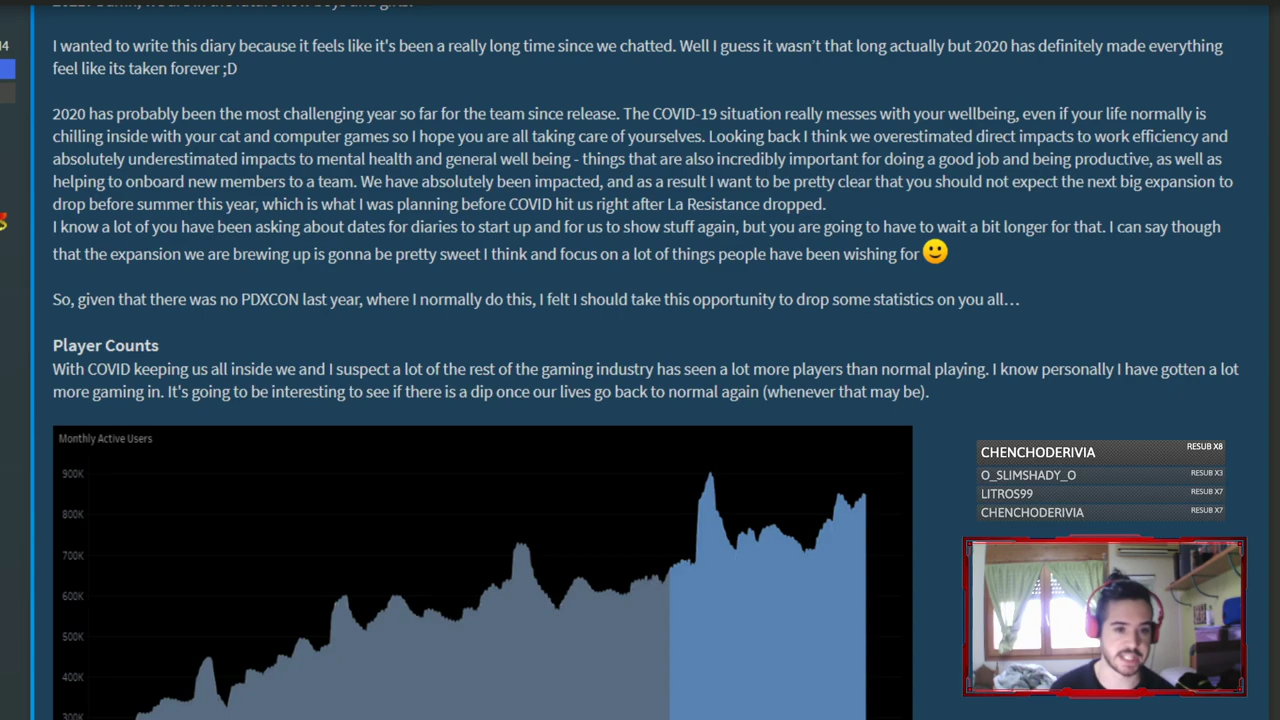 I wanted to write this diary because it feels like it's been a really long time since we chatted. Well I guess it wasn't that long actually but 2020 has definitely made everything
14
feel like its taken forever ;D
2020 has probably been the most challenging year so far for the team since release. The COVID-19 situation really messes with your wellbeing, even if your life normally is
chilling inside with your cat and computer games so I hope you are all taking care of yourselves. Looking back I think we overestimated direct impacts to work efficiency and
absolutely underestimated impacts to mental health and general well being - things that are also incredibly important for doing a good job and being productive, as well as
helping to onboard new members to a team. We have absolutely been impacted, and as a result I want to be pretty clear that you should not expect the next big expansion to
drop before summer this year, which is what I was planning before COVID hit us right after La Resistance dropped.
I know a lot of you have been asking about dates for diaries to start up and for us to show stuff again, but you are going to have to wait a bit longer for that. I can say though
that the expansion we are brewing up is gonna be pretty sweet I think and focus on a lot of things people have been wishing for
So, given that there was no PDXCON last year, where I normally do this, I felt I should take this opportunity to drop some statistics on you all…
Player Counts
With COVID keeping us all inside we and I suspect a lot of the rest of the gaming industry has seen a lot more players than normal playing. I know personally I have gotten a lot
more gaming in. It's going to be interesting to see if there is a dip once our lives go back to normal again (whenever that may be).
Monthly Active Users
900K
800K
700K
600K
500K
400K
300K
CHENCHODERIVIA RESUB X8
O_SLIMSHADY_O RESUB X3
LITROS99 RESUB X7
CHENCHODERIVIA RESUB X7